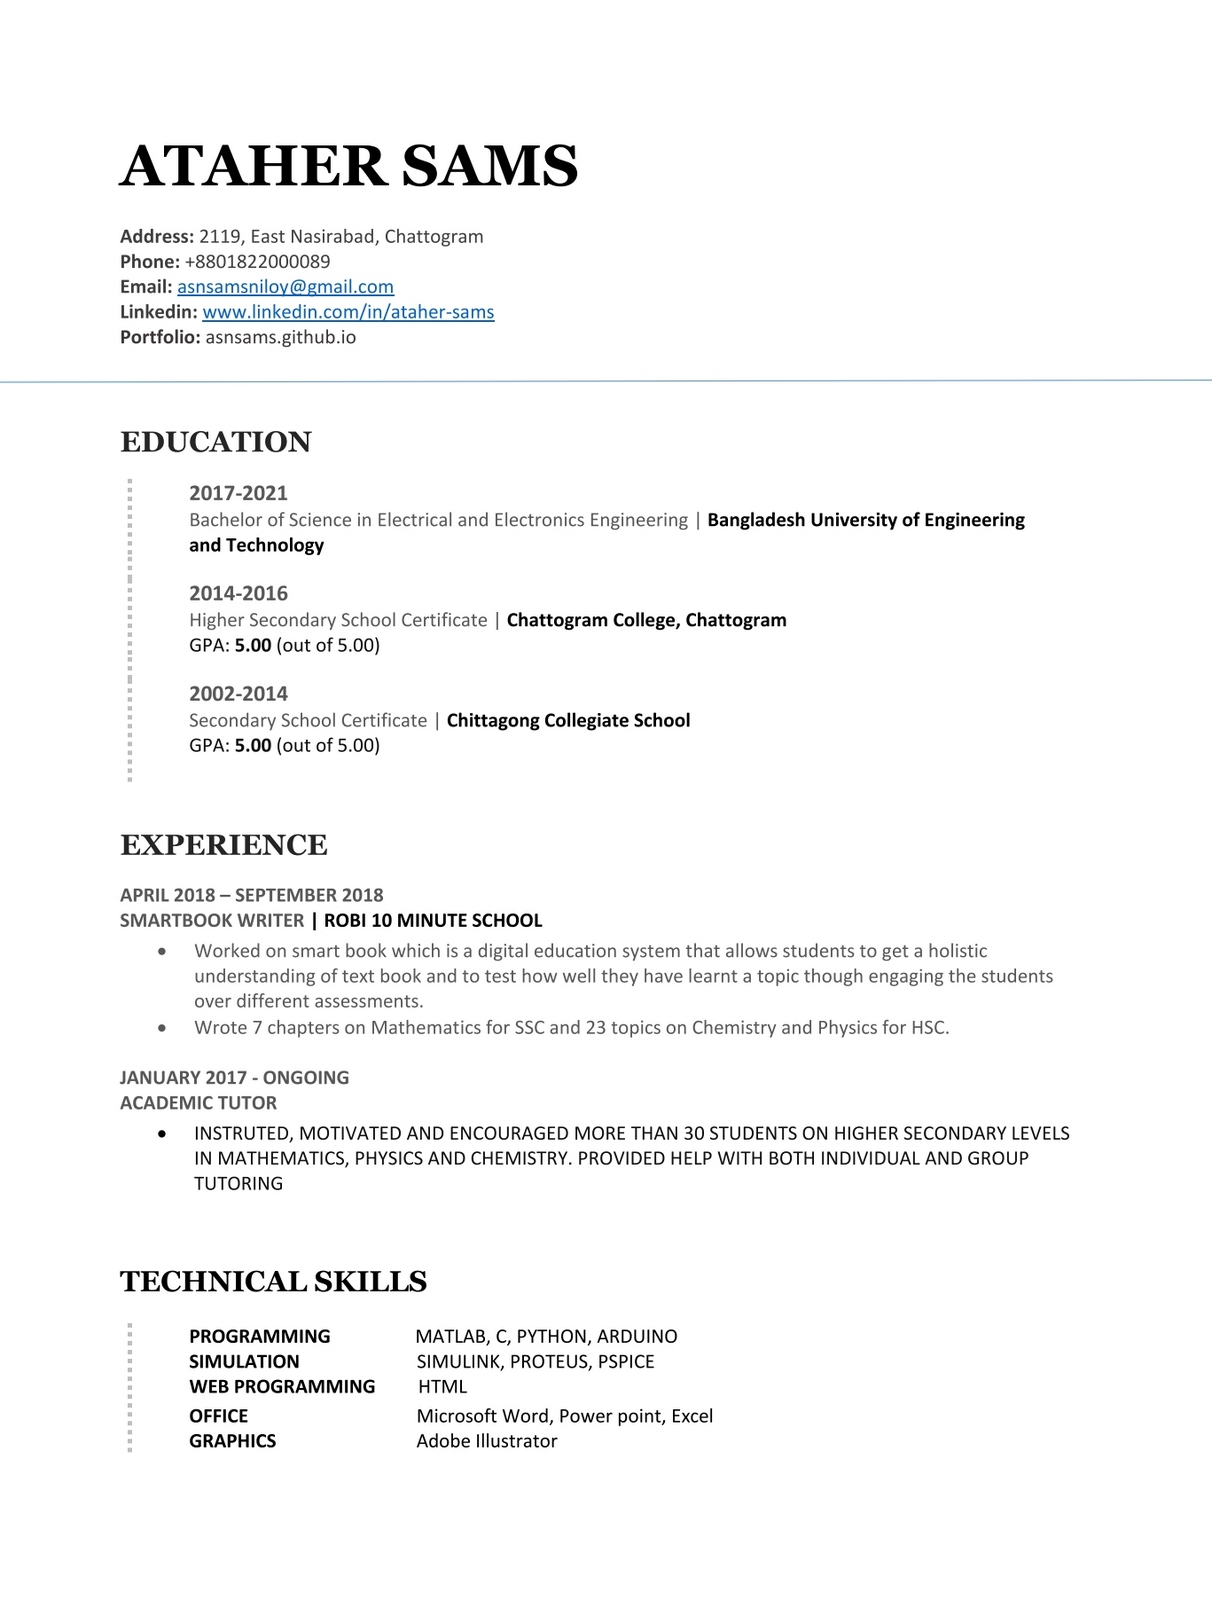 ATAHER SAMS
Address: 2119, East Nasirabad, Chattogram
Phone: +8801822000089
Email: asnsamsniloy@gmail.com
Linkedin: www.linkedin.com/in/ataher-sams
Portfolio: asnsams.github.io
EDUCATION
2017-2021
Bachelor of Science in Electrical and Electronics Engineering | Bangladesh University of Engineering
and Technology
2014-2016
Higher Secondary School Certificate | Chattogram College, Chattogram
GPA: 5.00 (out of 5.00)
2002-2014
Secondary School Certificate | Chittagong Collegiate School
GPA: 5.00 (out of 5.00)
EXPERIENCE
APRIL 2018 – SEPTEMBER 2018
SMARTBOOK WRITER | ROBI 10 MINUTE SCHOOL
• Worked on smart book which is a digital education system that allows students to get a holistic
understanding of text book and to test how well they have learnt a topic though engaging the students
over different assessments.
• Wrote 7 chapters on Mathematics for SSC and 23 topics on Chemistry and Physics for HSC.
JANUARY 2017 - ONGOING
ACADEMIC TUTOR
• INSTRUTED, MOTIVATED AND ENCOURAGED MORE THAN 30 STUDENTS ON HIGHER SECONDARY LEVELS
IN MATHEMATICS, PHYSICS AND CHEMISTRY. PROVIDED HELP WITH BOTH INDIVIDUAL AND GROUP
TUTORING
TECHNICAL SKILLS
PROGRAMMING MATLAB, C, PYTHON, ARDUINO
SIMULATION SIMULINK, PROTEUS, PSPICE
WEB PROGRAMMING HTML
OFFICE Microsoft Word, Power point, Excel
GRAPHICS Adobe Illustrator